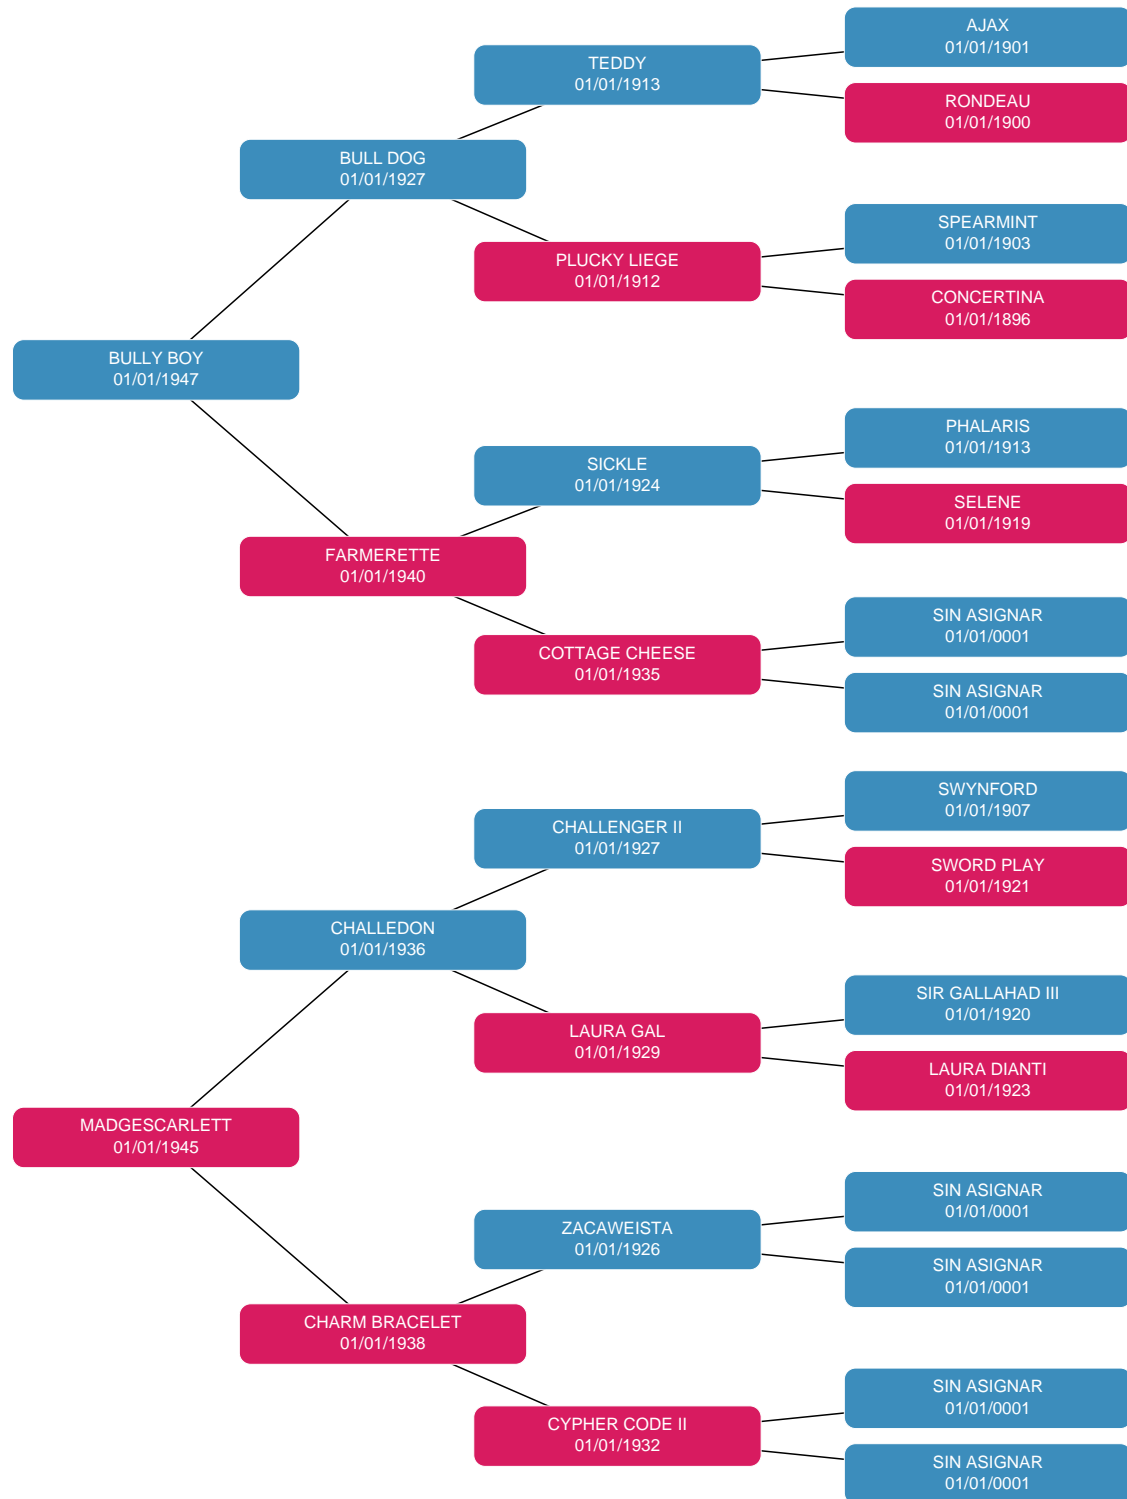 AJAX
01/01/1901
TEDDY
01/01/1913
RONDEAU
01/01/1900
BULL DOG
01/01/1927
SPEARMINT
01/01/1903
PLUCKY LIEGE
01/01/1912
CONCERTINA
01/01/1896
BULLY BOY
01/01/1947
PHALARIS
01/01/1913
SICKLE
01/01/1924
SELENE
01/01/1919
FARMERETTE
01/01/1940
SIN ASIGNAR
01/01/0001
COTTAGE CHEESE
01/01/1935
SIN ASIGNAR
01/01/0001
SWYNFORD
01/01/1907
CHALLENGER II
01/01/1927
SWORD PLAY
01/01/1921
CHALLEDON
01/01/1936
SIR GALLAHAD III
01/01/1920
LAURA GAL
01/01/1929
LAURA DIANTI
01/01/1923
MADGESCARLETT
01/01/1945
SIN ASIGNAR
01/01/0001
ZACAWEISTA
01/01/1926
SIN ASIGNAR
01/01/0001
CHARM BRACELET
01/01/1938
SIN ASIGNAR
01/01/0001
CYPHER CODE II
01/01/1932
SIN ASIGNAR
01/01/0001